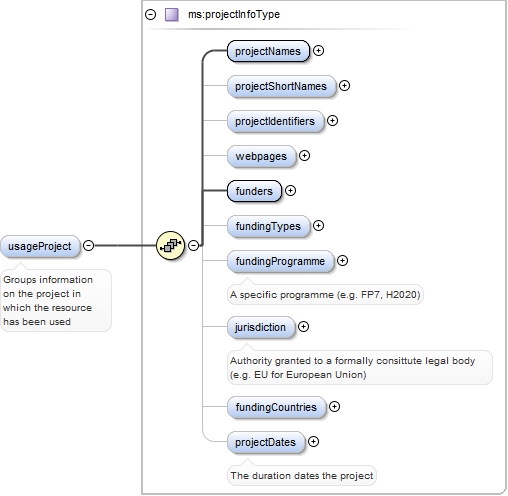 ms:projectInfoType
projectNames
projectShortNames
projectIdentifiers
webpages
funders
fundingTypes
usageProject
Groups information
on the project in
which the resource
has been used
fundingProgramme
A specific programme (e.g. FP7, H2020)
jurisdiction
Authority granted to a formally consittute legal body
(e.g. EU for European Union)
fundingCountries
projectDates
The duration dates the project